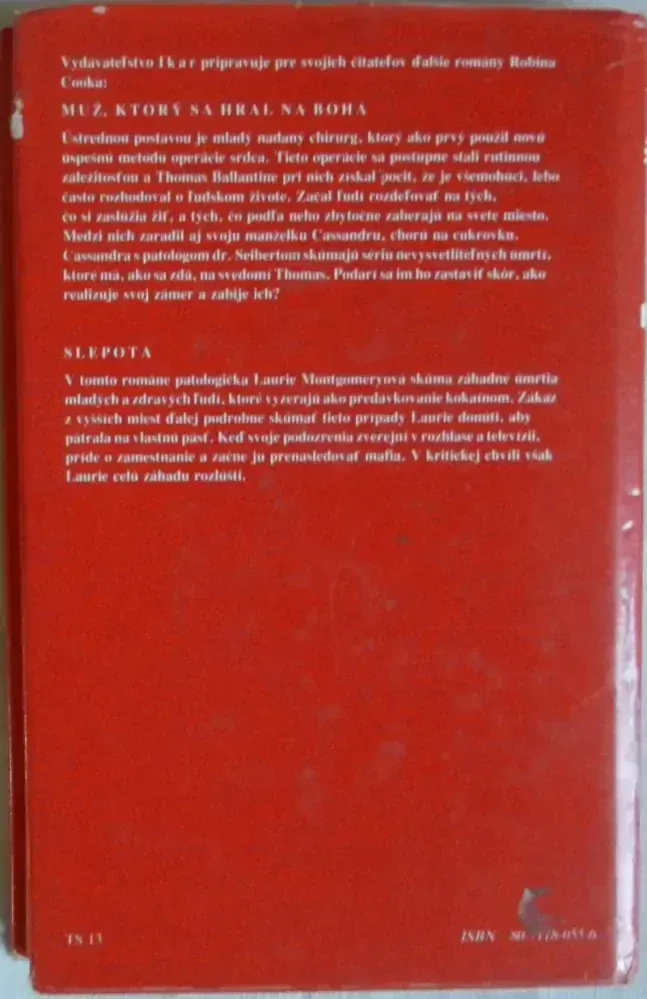 Vydavateľstvo Ikar pripravuje pre svojich čitateľov ďalšie romány Robina
Cooka:
MUŽ, KTORÝ SA HRAL NA BOHA
Ústrednou postavou je mladý nadaný chirurg, ktorý ako prvý použil novú
úspešnú metódu operácie srdca. Tieto operácie sa postupne stali rutinnou
záležitosťou a Thomas Ballantine pri nich získal pocit, že je všemohúci, lebo
často rozhodoval o ľudskom živote. Začal ľudí rozdeľovať na tých,
čo si zaslúžia žiť, a tých, čo podľa neho zbytočne zaberajú na svete miesto.
Medzi nich zaradil aj svoju manželku Cassandru, chorú na cukrovku.
Cassandra s patológom dr. Seibertom skúmajú sériu nevysvetliteľných úmrtí,
ktoré má, ako sa zdá, na svedomí Thomas. Podarí sa im ho zastaviť skôr, ako
realizuje svoj zámer a zabije ich?
SLEPOTA
V tomto románe patologička Laurie Montgomeryová skúma záhadné úmrtia
mladých a zdravých ľudí, ktoré vyzerajú ako predávkovanie kokaínom. Zákaz
z vyšších miest ďalej podrobne skúmať tieto prípady Laurie donúti, aby
pátrala na vlastnú päsť. Keď svoje podozrenia zverejní v rozhlase a televízii,
príde o zamestnanie a začne ju prenasledovať mafia. V kritickej chvíli však
Laurie celú záhadu rozlúšti.
TS 13
ISBN 80-7118-055-6